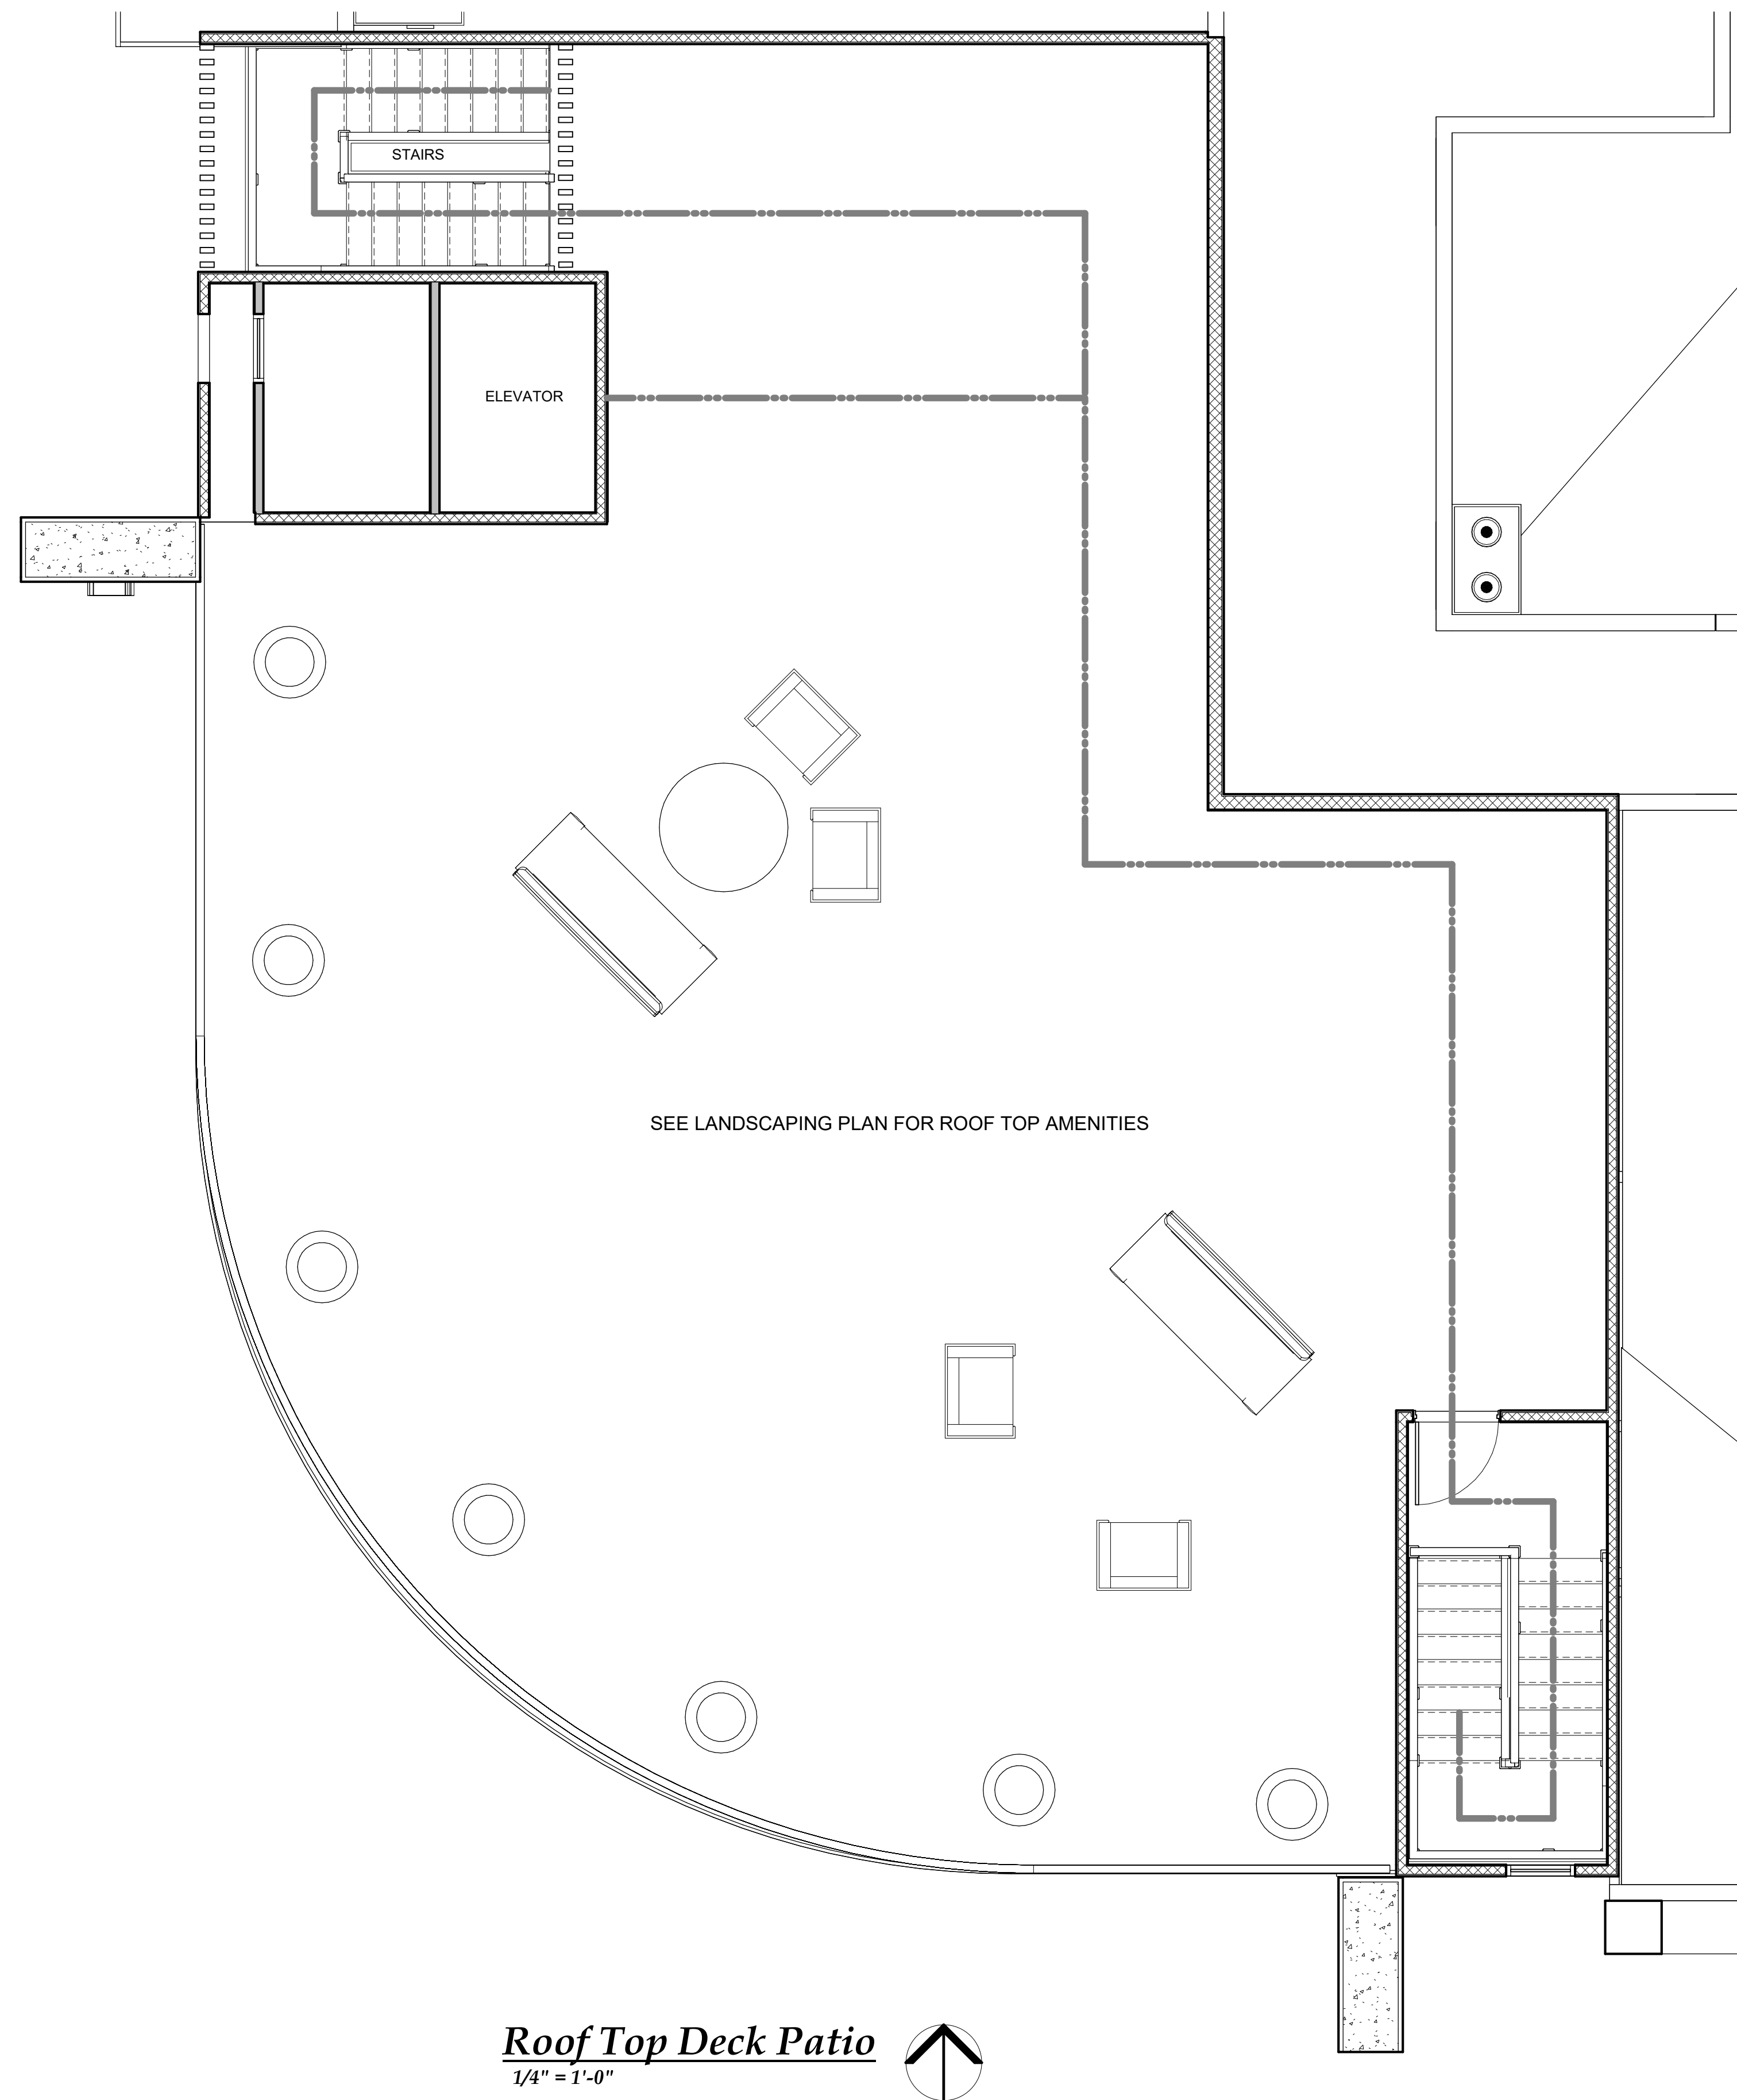 STAIRS
ELEVATOR
SEE LANDSCAPING PLAN FOR ROOF TOP AMENITIES
Roof Top Deck Patio
1/4" = 1'-0"